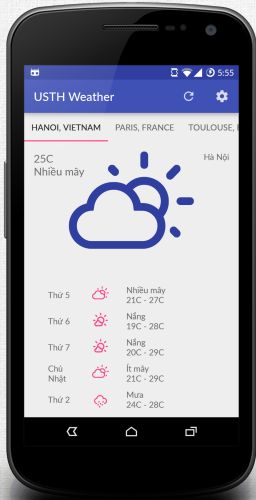 5:55
USTH Weather
HANOI, VIETNAM PARIS, FRANCE TOULOUSE,
25C
Nhiều mây
Hà Nội
Thứ 5
Nhiều mây
21C - 27C
Thứ 6
Nắng
19C - 28C
Thứ 7
Nắng
20C - 29C
Chủ
Nhật
Ít mây
21C - 29C
Thứ 2
Mưa
24C - 28C